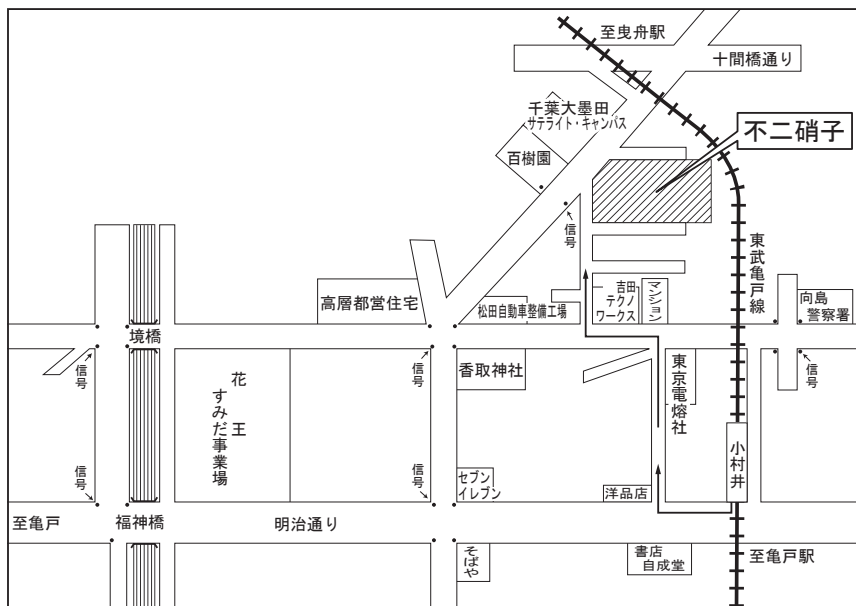 至曳舟駅
十間橋通り
千葉大墨田
サテライト・キャンパス
不二硝子
百樹園
信号
東武亀戸線
高層都営住宅
松田自動車整備工場
吉田
テクノ
ワークス
マンション
向島
警察署
境橋
信号
信号
信号
香取神社
東京電熔社
花王
すみだ事業場
小村井
信号
セブン
イレブン
洋品店
至亀戸
福神橋
明治通り
そばや
書店
自成堂
至亀戸駅